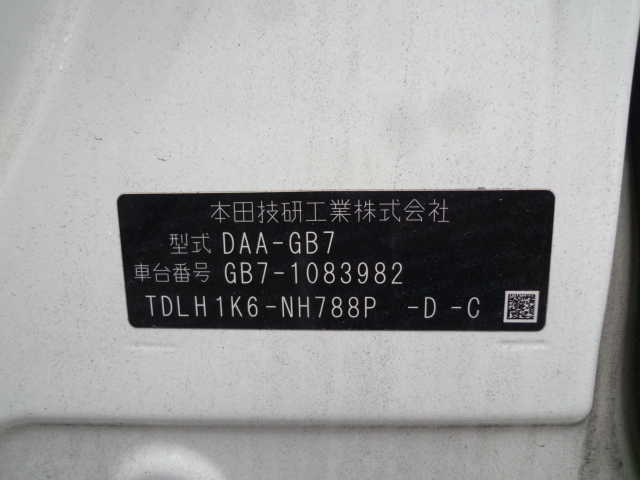 本田技研工業株式会社
型式 DAA-GB7
車台番号 GB7-1083982
TDLH1K6-NH788P -D -C